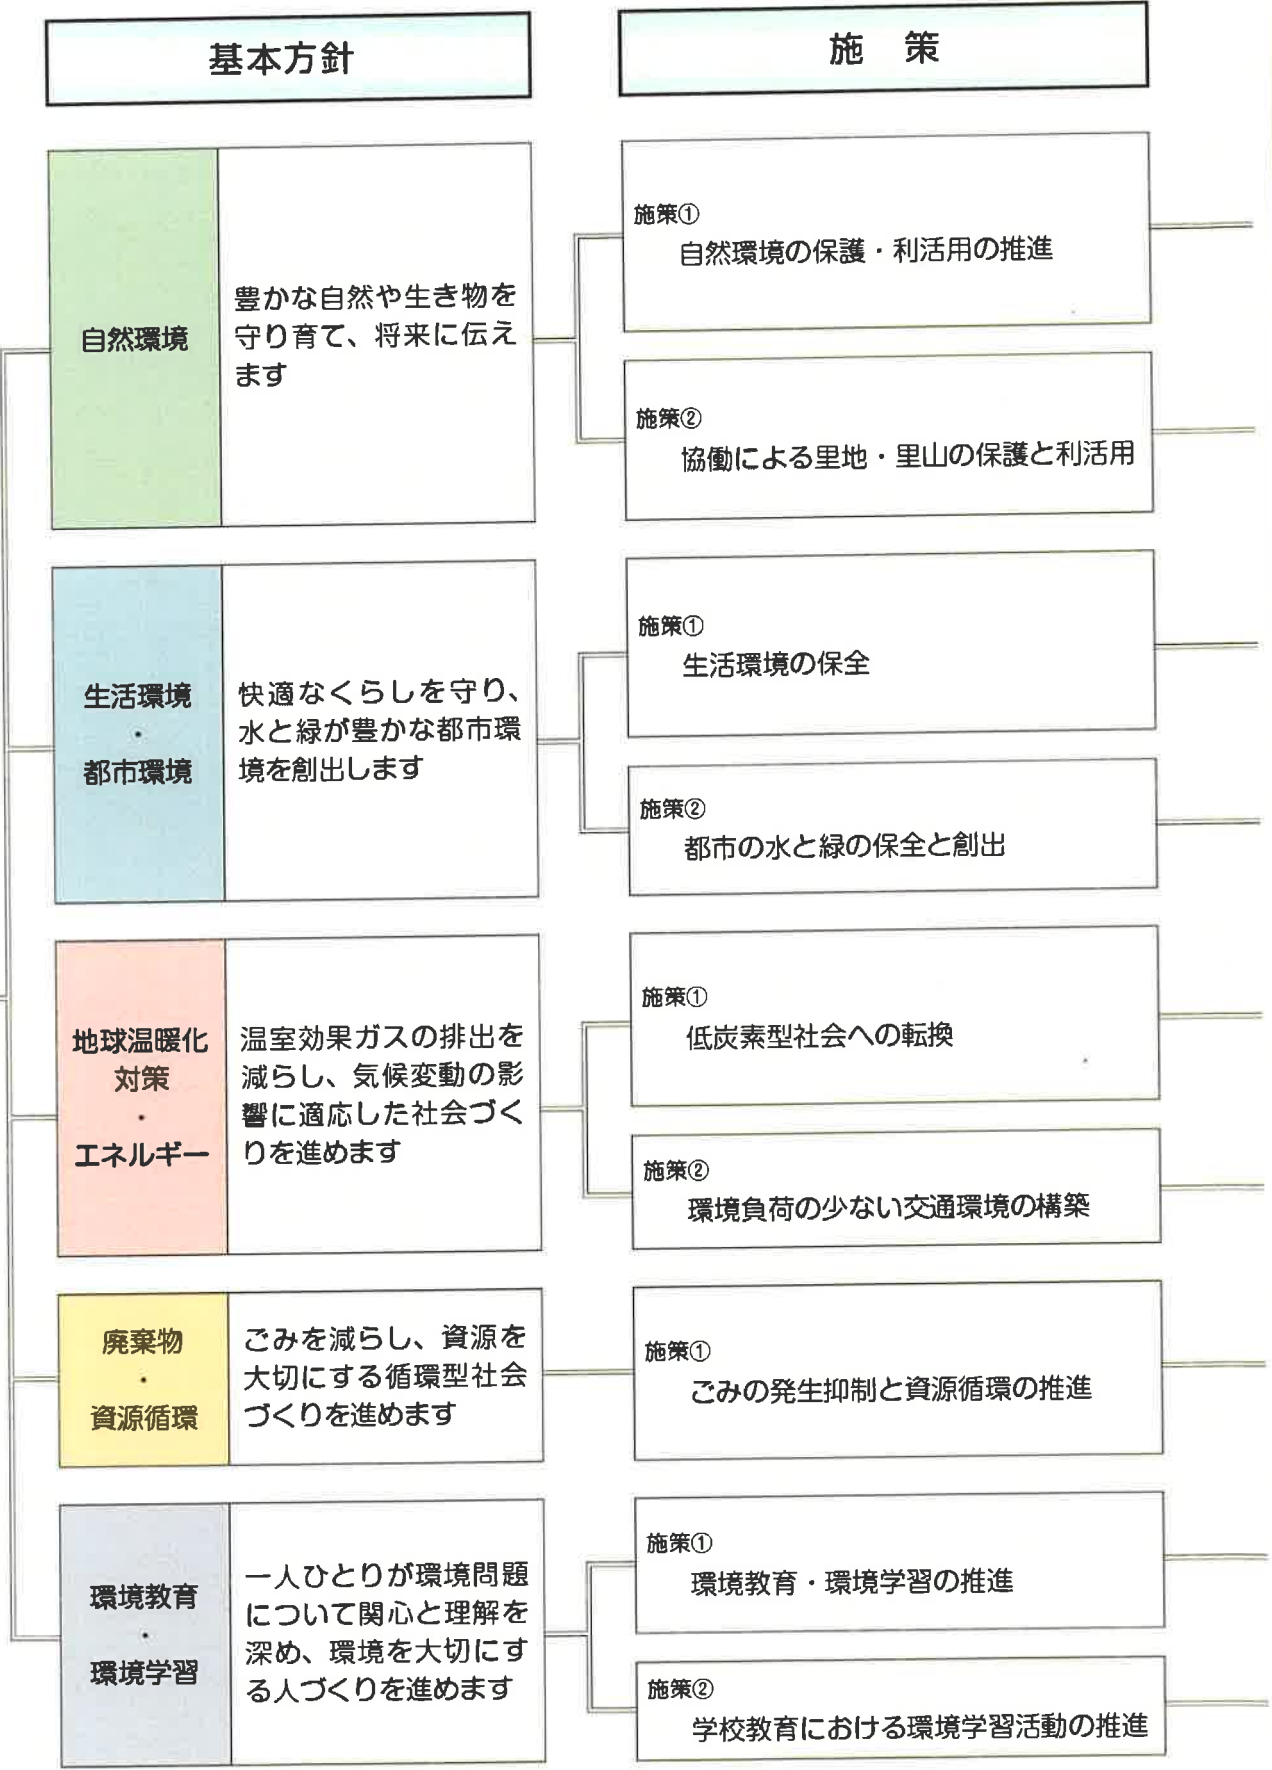 基本方針
施 策
自然環境
豊かな自然や生き物を
守り育て、将来に伝え
ます
施策①
自然環境の保護・利活用の推進
施策②
協働による里地・里山の保護と利活用
生活環境
・
都市環境
快適なくらしを守り、
水と緑が豊かな都市環
境を創出します
施策①
生活環境の保全
施策②
都市の水と緑の保全と創出
地球温暖化
対策
・
エネルギー
温室効果ガスの排出を
減らし、気候変動の影
響に適応した社会づく
りを進めます
施策①
低炭素型社会への転換
施策②
環境負荷の少ない交通環境の構築
廃棄物
・
資源循環
ごみを減らし、資源を
大切にする循環型社会
づくりを進めます
施策①
ごみの発生抑制と資源循環の推進
環境教育
・
環境学習
一人ひとりが環境問題
について関心と理解を
深め、環境を大切にす
る人づくりを進めます
施策①
環境教育・環境学習の推進
施策②
学校教育における環境学習活動の推進